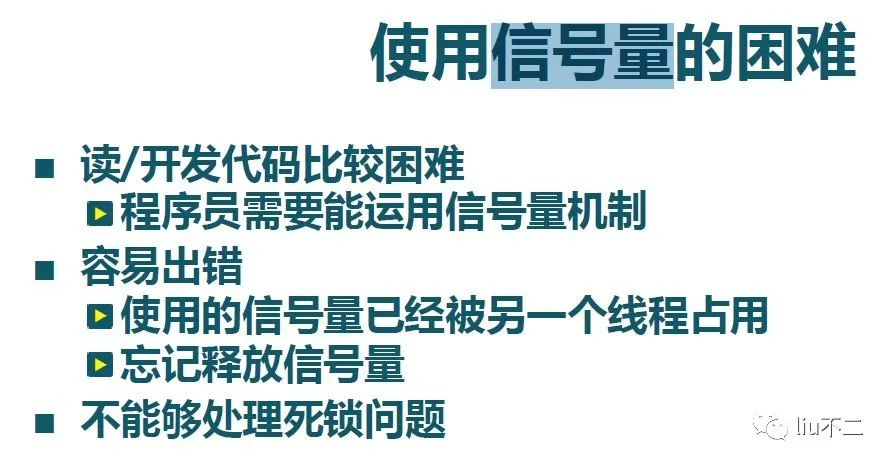 使用信号量的困难
读/开发代码比较困难
程序员需要能运用信号量机制
容易出错
使用的信号量已经被另一个线程占用
忘记释放信号量
不能够处理死锁问题
liu不二